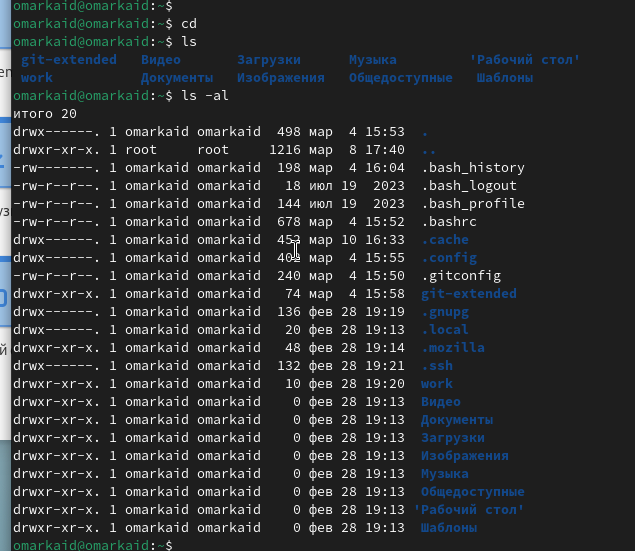 omarkaid@omarkaid:~$
omarkaid@omarkaid:~$ cd
omarkaid@omarkaid:~$ ls
git-extended Видео Загрузки Музыка 'Рабочий стол'
work Документы Изображения Общедоступные Шаблоны
omarkaid@omarkaid:~$ ls -al
итого 20
drwx------. 1 omarkaid omarkaid 498 мар 4 15:53 .
drwxr-xr-x. 1 root root 1216 мар 8 17:40 ..
-rw-------. 1 omarkaid omarkaid 198 мар 4 16:04 .bash_history
-rw-r--r--. 1 omarkaid omarkaid 18 июл 19 2023 .bash_logout
-rw-r--r--. 1 omarkaid omarkaid 144 июл 19 2023 .bash_profile
-rw-r--r--. 1 omarkaid omarkaid 678 мар 4 15:52 .bashrc
drwx------. 1 omarkaid omarkaid мар 10 16:33 .cache
drwx------. 1 omarkaid omarkaid мар 4 15:55 .config
-rw-r--r--. 1 omarkaid omarkaid 240 мар 4 15:50 .gitconfig
drwxr-xr-x. 1 omarkaid omarkaid 74 мар 4 15:58 git-extended
drwx------. 1 omarkaid omarkaid 136 фев 28 19:19 .gnupg
drwx------. 1 omarkaid omarkaid 20 фев 28 19:13 .local
drwxr-xr-x. 1 omarkaid omarkaid 48 фев 28 19:14 .mozilla
drwx------. 1 omarkaid omarkaid 132 фев 28 19:21 .ssh
drwxr-xr-x. 1 omarkaid omarkaid 10 фев 28 19:20 work
drwxr-xr-x. 1 omarkaid omarkaid 0 фев 28 19:13 Видео
drwxr-xr-x. 1 omarkaid omarkaid 0 фев 28 19:13 Документы
drwxr-xr-x. 1 omarkaid omarkaid 0 фев 28 19:13 Загрузки
drwxr-xr-x. 1 omarkaid omarkaid 0 фев 28 19:13 Изображения
drwxr-xr-x. 1 omarkaid omarkaid 0 фев 28 19:13 Музыка
drwxr-xr-x. 1 omarkaid omarkaid 0 фев 28 19:13 Общедоступные
drwxr-xr-x. 1 omarkaid omarkaid 0 фев 28 19:13 'Рабочий стол'
drwxr-xr-x. 1 omarkaid omarkaid 0 фев 28 19:13 Шаблоны
omarkaid@omarkaid:~$